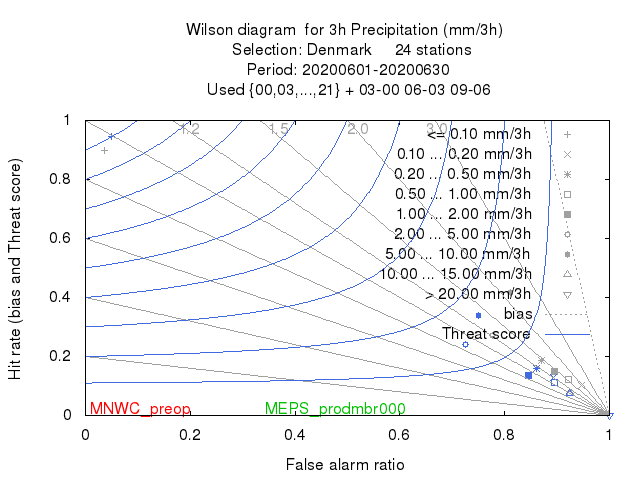 Wilson diagram  for 3h Precipitation (mm/3h)
Selection: Denmark     24 stations
Period: 20200601-20200630
Used {00,03,...,21} + 03-00 06-03 09-06
Hit rate (bias and Threat score)
1
0.8
0.6
0.4
0.2
0
1.2
1.5
2.0
3.0
<= 0.10 mm/3h
0.10 ... 0.20 mm/3h
0.20 ... 0.50 mm/3h
0.50 ... 1.00 mm/3h
1.00 ... 2.00 mm/3h
2.00 ... 5.00 mm/3h
5.00 ... 10.00 mm/3h
10.00 ... 15.00 mm/3h
> 20.00 mm/3h
bias
Threat score
MNWC_preop
MEPS_prodmbr000
0
0.2
0.4
0.6
0.8
1
False alarm ratio